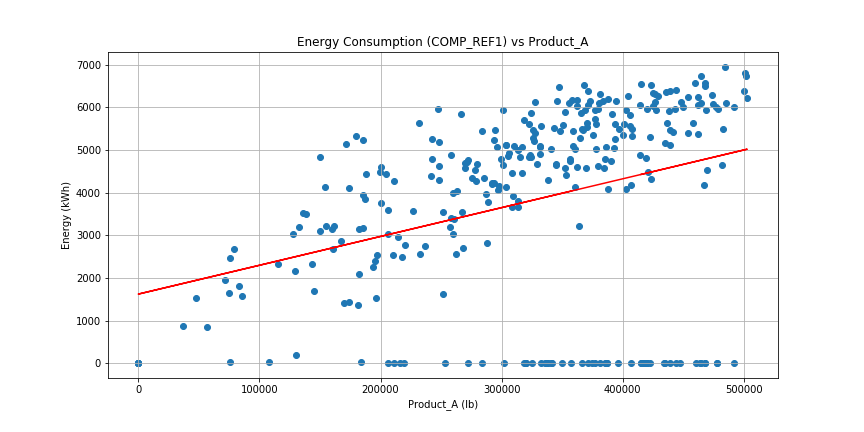 Energy Consumption (COMP_REF1) vs Product_A
7000
6000
5000
4000
3000
2000
1000
0
Energy (kWh)
0 100000 200000 300000 400000 500000
Product_A (lb)